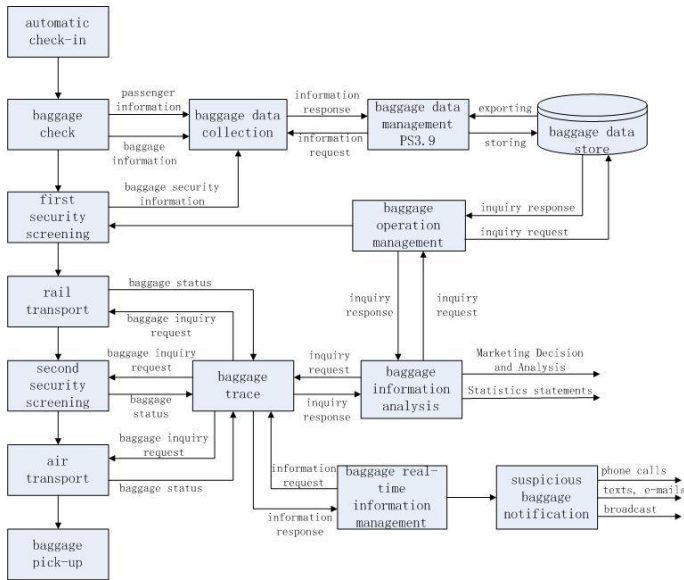 automatic
check-in
baggage
check
passenger
information
baggage
information
baggage data
collection
information
response
information
request
baggage data
management
PS3.9
exporting
storing
baggage data
store
baggage security
information
first
security
screening
baggage
operation
management
inquiry response
inquiry request
rail
transport
baggage status
baggage inquiry
request
inquiry
response
inquiry
request
second
security
screening
baggage inquiry
request
baggage
status
baggage
trace
inquiry
request
inquiry
response
baggage
information
analysis
Marketing Decision
and Analysis
Statistics statements
air
transport
baggage inquiry
request
baggage status
information
request
information
response
baggage real-
time
information
management
suspicious
baggage
notification
phone calls
texts, e-mails
broadcast
baggage
pick-up